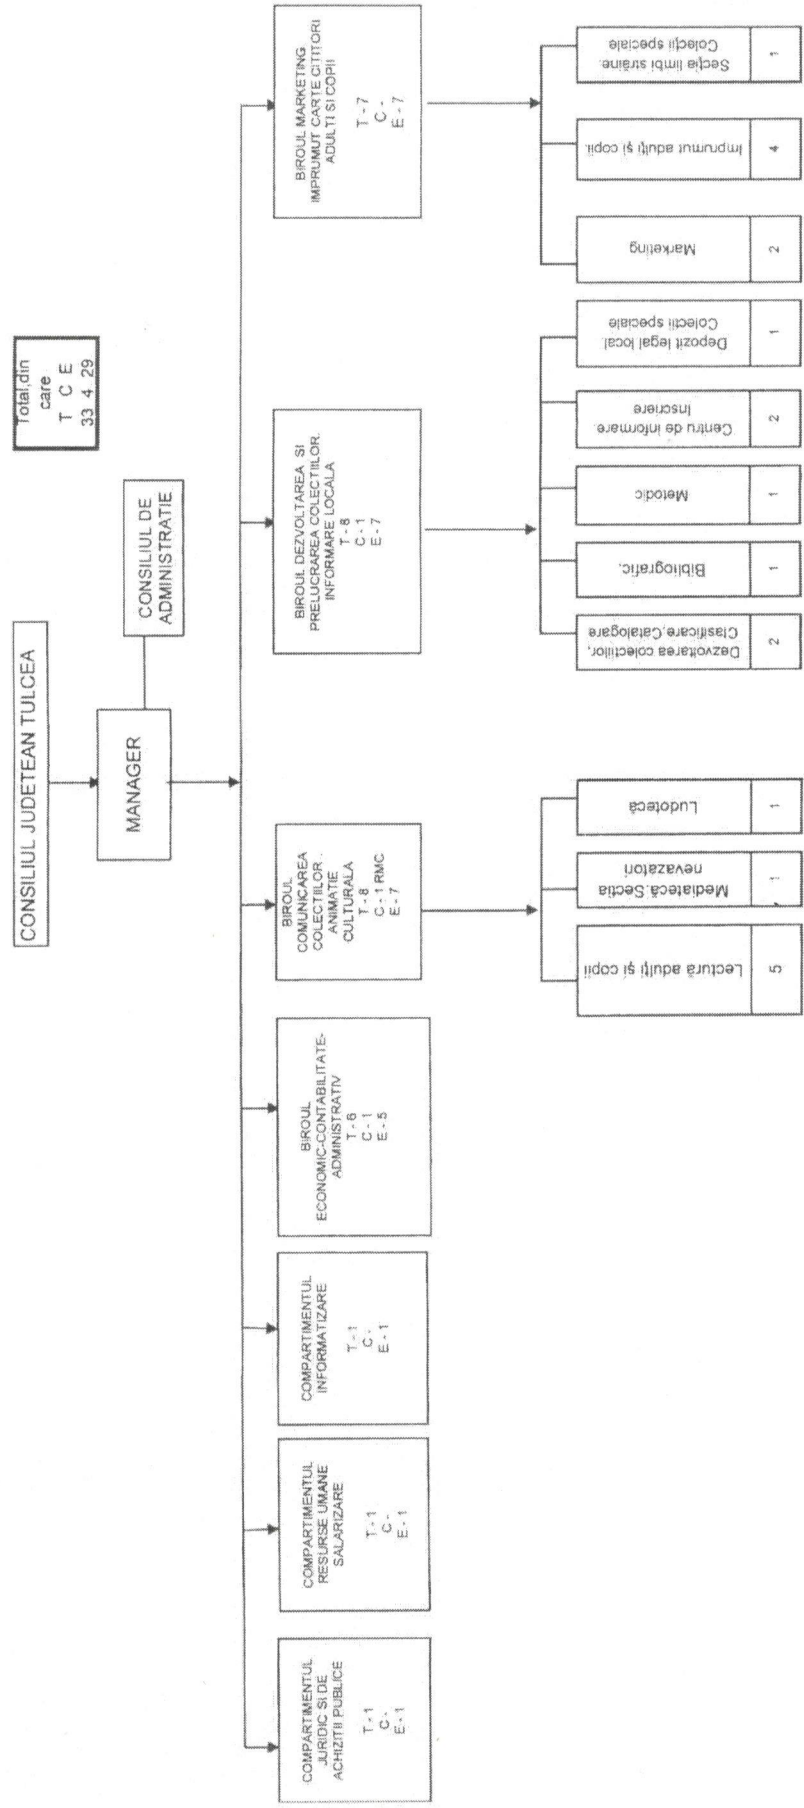 CONSILIUL JUDETEAN TULCEA
MANAGER
CONSILIUL DE
ADMINISTRATIE
Total,din
care
T C E
33 4 29
COMPARTIMENTUL
JURIDIC SI DE
ACHIZITII PUBLICE
T - 1
C -
E - 1
COMPARTIMENTUL
RESURSE UMANE
SALARIZARE
T - 1
C -
E - 1
COMPARTIMENTUL
INFORMATIZARE
T - 1
C -
E - 1
BIROUL
ECONOMIC-CONTABILITATE-
ADMINISTRATIV
T - 6
C - 1
E - 5
BIROUL
COMUNICAREA
COLECTIILOR .
ANIMATIE
CULTURALA
T - 8
C - 1 RMC
E - 7
BIROUL DEZVOLTAREA SI
PRELUCRAREA COLECTIILOR.
INFORMARE LOCALA
T - 8
C - 1
E - 7
BIROUL MARKETING
IMPRUMUT CARTE CITITORI
ADULTI SI COPII
T - 7
C -
E - 7
Lectură adulţi şi copii
5
Mediatecă.Sectia
nevazatori
1
Ludotecă
1
Dezvoltarea colectiilor,
Clasificare,Catalogare
2
Bibliografic.
1
Metodic
1
Centru de informare
Inscriere
2
Depozit legal local
Colectii speciale
1
Marketing
2
Imprumut adulţi şi copii.
4
Secţia limbi străine.
Colecţii speciale
1